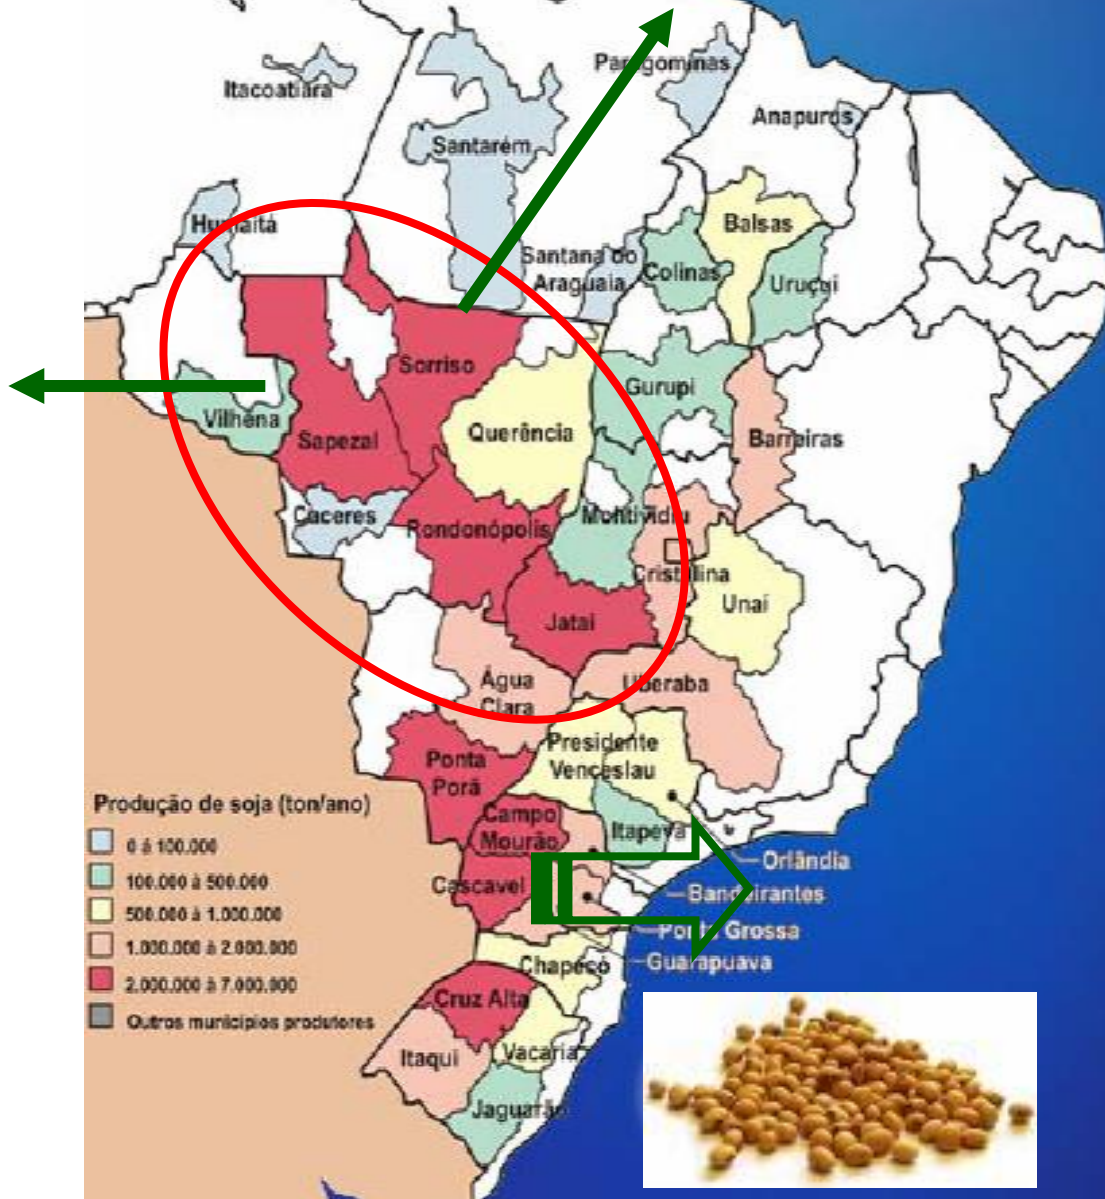 Paragominas
Itacoatiara
Anapurus
Santarém
Humaitá
Balsas
Santana do
Araguaia
Colinas
Uruçuí
Sorriso
Gurupi
Vilhena
Sapezal
Querência
Barreiras
Cáceres
Rondonópolis
Montividiu
Cristalina
Unaí
Jataí
Água
Clara
Uberaba
Presidente
Venceslau
Ponta
Porã
Produção de soja (ton/ano)
0 à 100.000
100.000 à 500.000
500.000 à 1.000.000
1.000.000 à 2.000.000
2.000.000 à 7.000.000
Outros municípios produtores
Campo
Mourão
Itapeva
Orlândia
Cascavel
Bandeirantes
Ponta Grossa
Guarapuava
Chapecó
Cruz Alta
Itaqui
Vacaria
Jaguarão